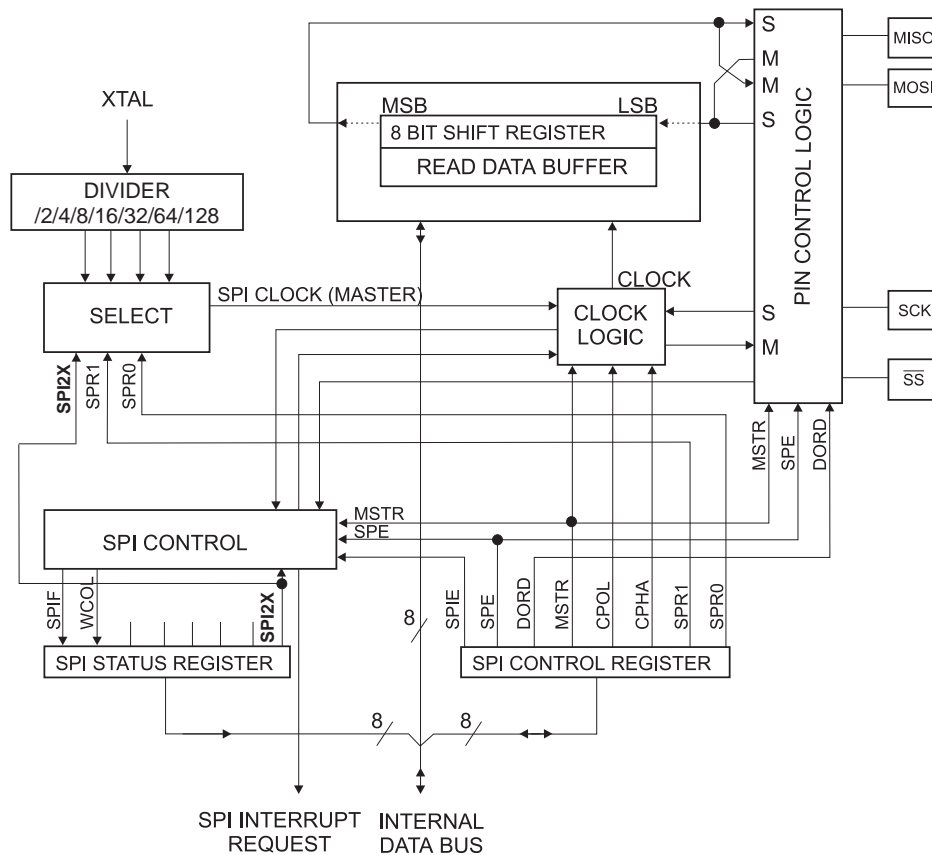 S
MISO
M
M
MOSI
XTAL
MSB
LSB
S
8 BIT SHIFT REGISTER
READ DATA BUFFER
DIVIDER
/2/4/8/16/32/64/128
PIN CONTROL LOGIC
SPI CLOCK (MASTER)
CLOCK
SELECT
CLOCK
LOGIC
S
SCK
M
SS
SPI2X
SPR1
SPR0
MSTR
SPE
DORD
MSTR
SPE
SPI CONTROL
SPIF
WCOL
SPI2X
8
SPIE
SPE
DORD
MSTR
CPOL
CPHA
SPR1
SPR0
SPI STATUS REGISTER
SPI CONTROL REGISTER
8
8
SPI INTERRUPT
REQUEST
INTERNAL
DATA BUS